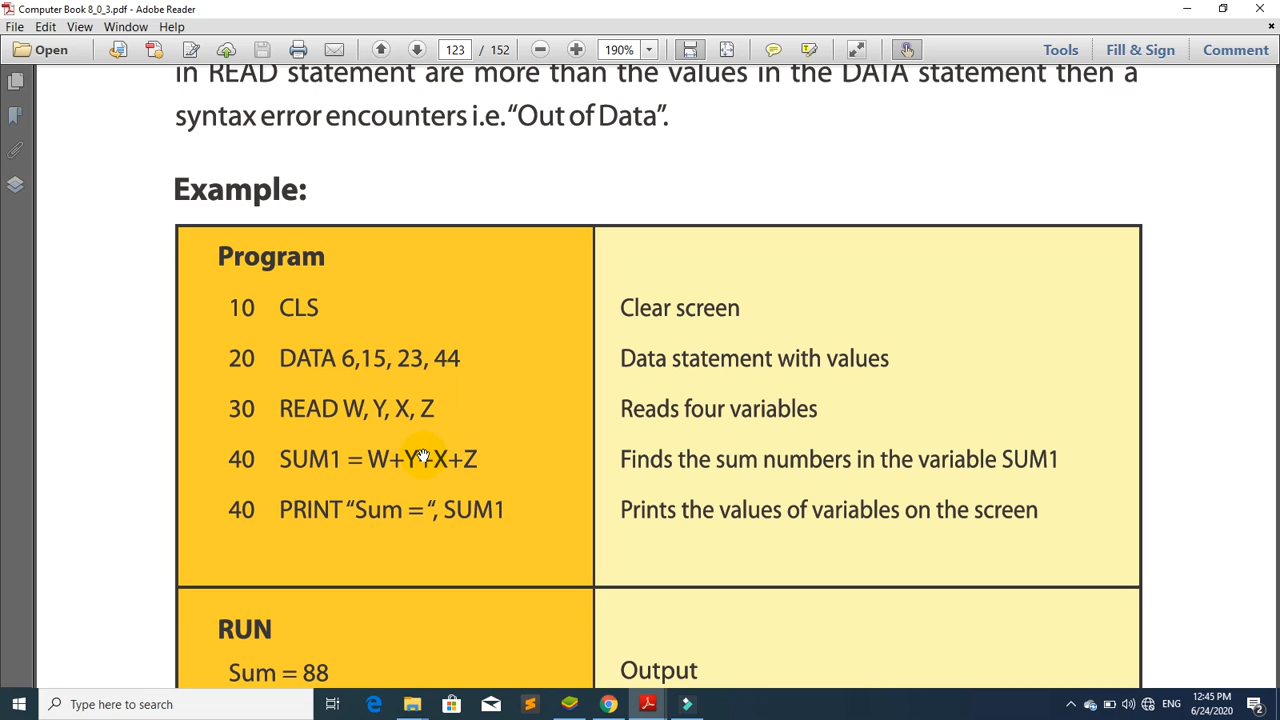 Computer Book 8_0_3.pdf - Adobe Reader
File Edit View Window Help
Open 123 / 152 190% Tools Fill & Sign Comment
in READ statement are more than the values in the DATA statement then a
syntax error encounters i.e. “Out of Data”.
Example:
Program
10 CLS Clear screen
20 DATA 6,15, 23, 44 Data statement with values
30 READ W, Y, X, Z Reads four variables
40 SUM1 = W+Y+X+Z Finds the sum numbers in the variable SUM1
40 PRINT “Sum = “, SUM1 Prints the values of variables on the screen
RUN
Sum = 88 Output
Type here to search ENG 12:45 PM
6/24/2020 2